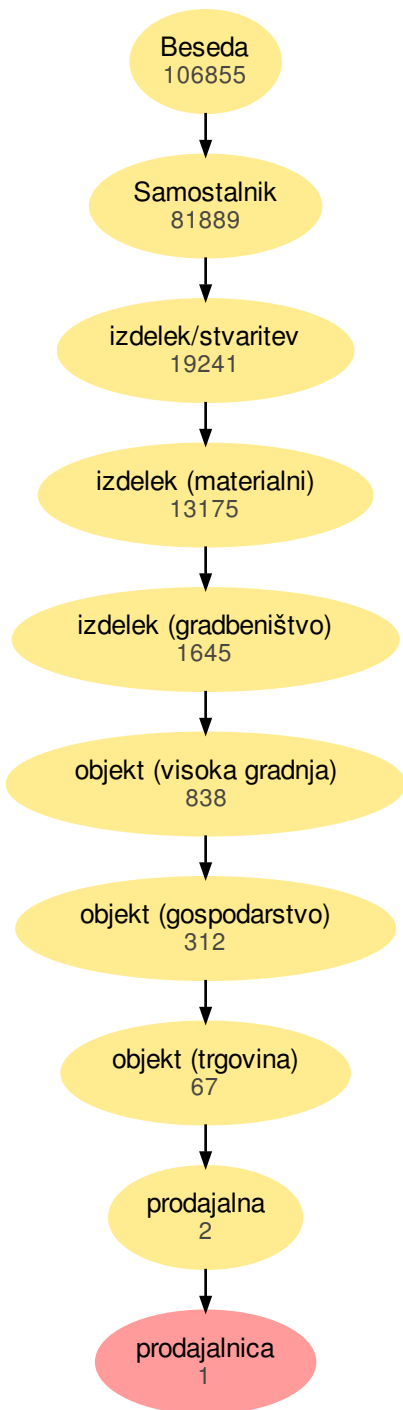 Beseda
106855
Samostalnik
81889
izdelek/stvaritev
19241
izdelek (materialni)
13175
izdelek (gradbeništvo)
1645
objekt (visoka gradnja)
838
objekt (gospodarstvo)
312
objekt (trgovina)
67
prodajalna
2
prodajalnica
1